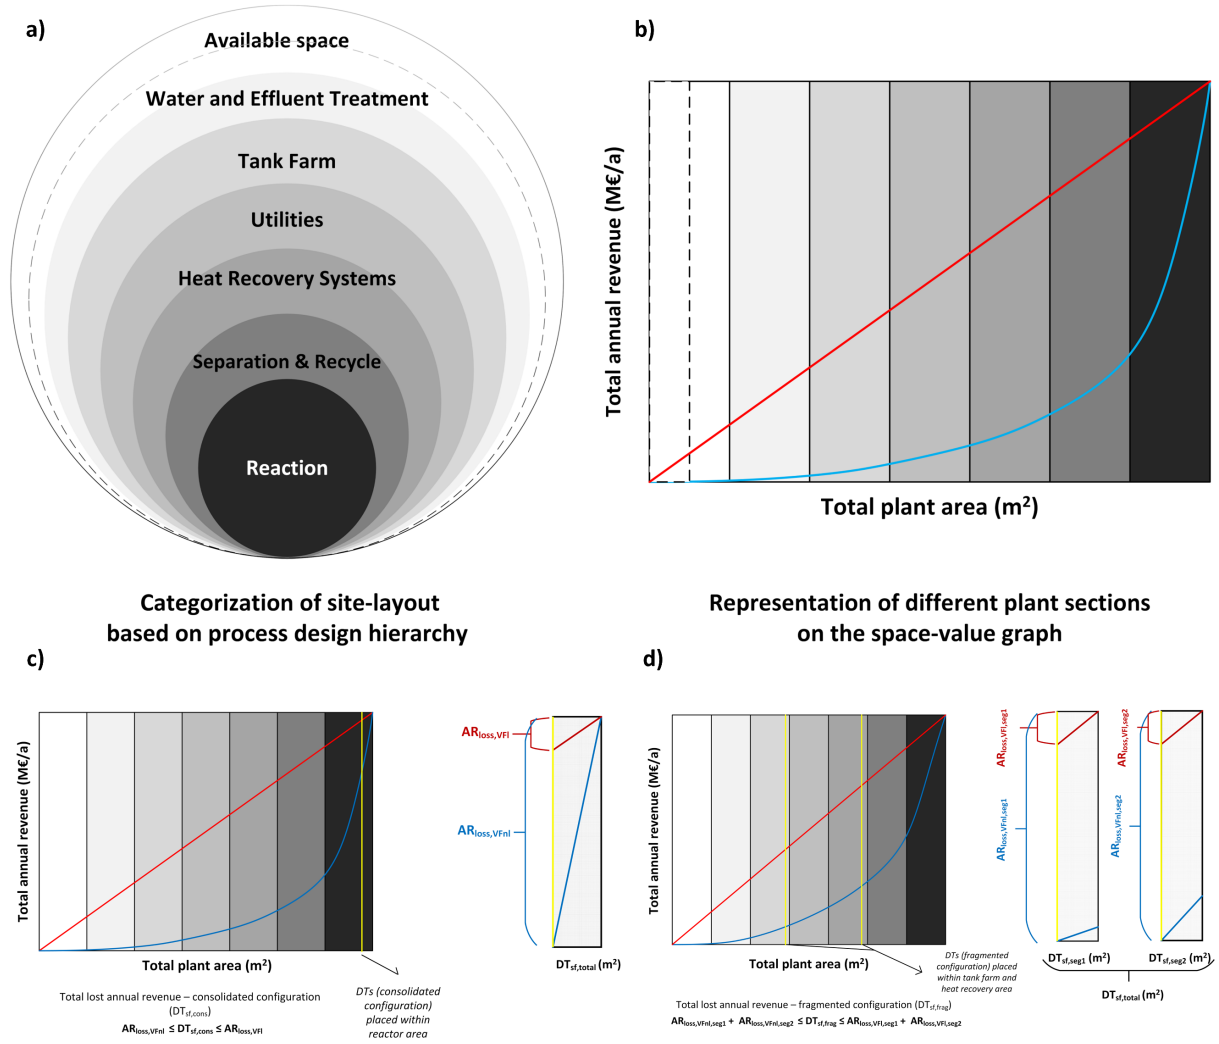 a)
Available space
Water and Effluent Treatment
Tank Farm
Utilities
Heat Recovery Systems
Separation & Recycle
Reaction
Categorization of site-layout
based on process design hierarchy
b)
Total annual revenue (M€/a)
Total plant area (m²)
Representation of different plant sections
on the space-value graph
c)
Total annual revenue (M€/a)
Total plant area (m²)
DTs (consolidated
configuration)
placed within
reactor area
Total lost annual revenue – consolidated configuration
(DTsf,cons)
ARloss,VFnl ≤ DTsf,cons ≤ ARloss,VFl
ARloss,VFl
ARloss,VFnl
DTsf,total (m²)
d)
Total annual revenue (M€/a)
Total plant area (m²)
DTs (fragmented
configuration) placed
within tank farm and
heat recovery area
Total lost annual revenue – fragmented configuration (DTsf,frag)
ARloss,VFnl,seg1 + ARloss,VFnl,seg2 ≤ DTsf,frag ≤ ARloss,VFl,seg1 + ARloss,VFl,seg2
ARloss,VFl,seg1
ARloss,VFnl,seg1
DTsf,seg1 (m²)
ARloss,VFl,seg2
ARloss,VFnl,seg2
DTsf,seg2 (m²)
DTsf,total (m²)